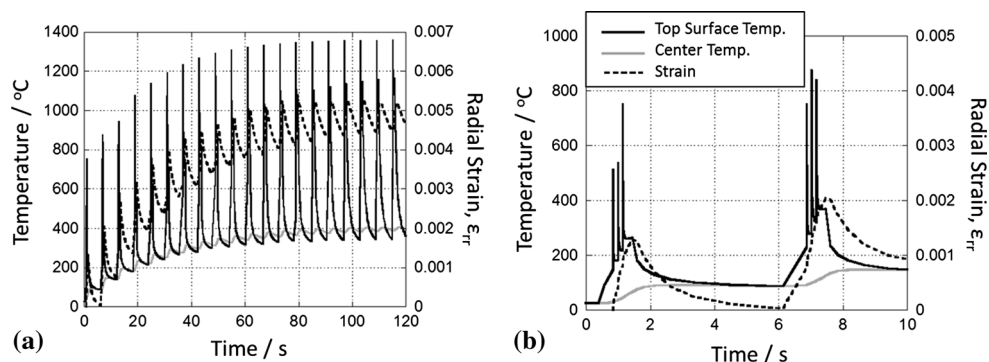 1400
1200
1000
800
600
400
200
0
Temperature / °C
0.007
0.006
0.005
0.004
0.003
0.002
0.001
0
Radial Strain, εrr
0 20 40 60 80 100 120
Time / s
(a)
Top Surface Temp.
Center Temp.
Strain
1000
800
600
400
200
0
Temperature / °C
0.005
0.004
0.003
0.002
0.001
0
Radial Strain, εrr
0 2 4 6 8 10
Time / s
(b)